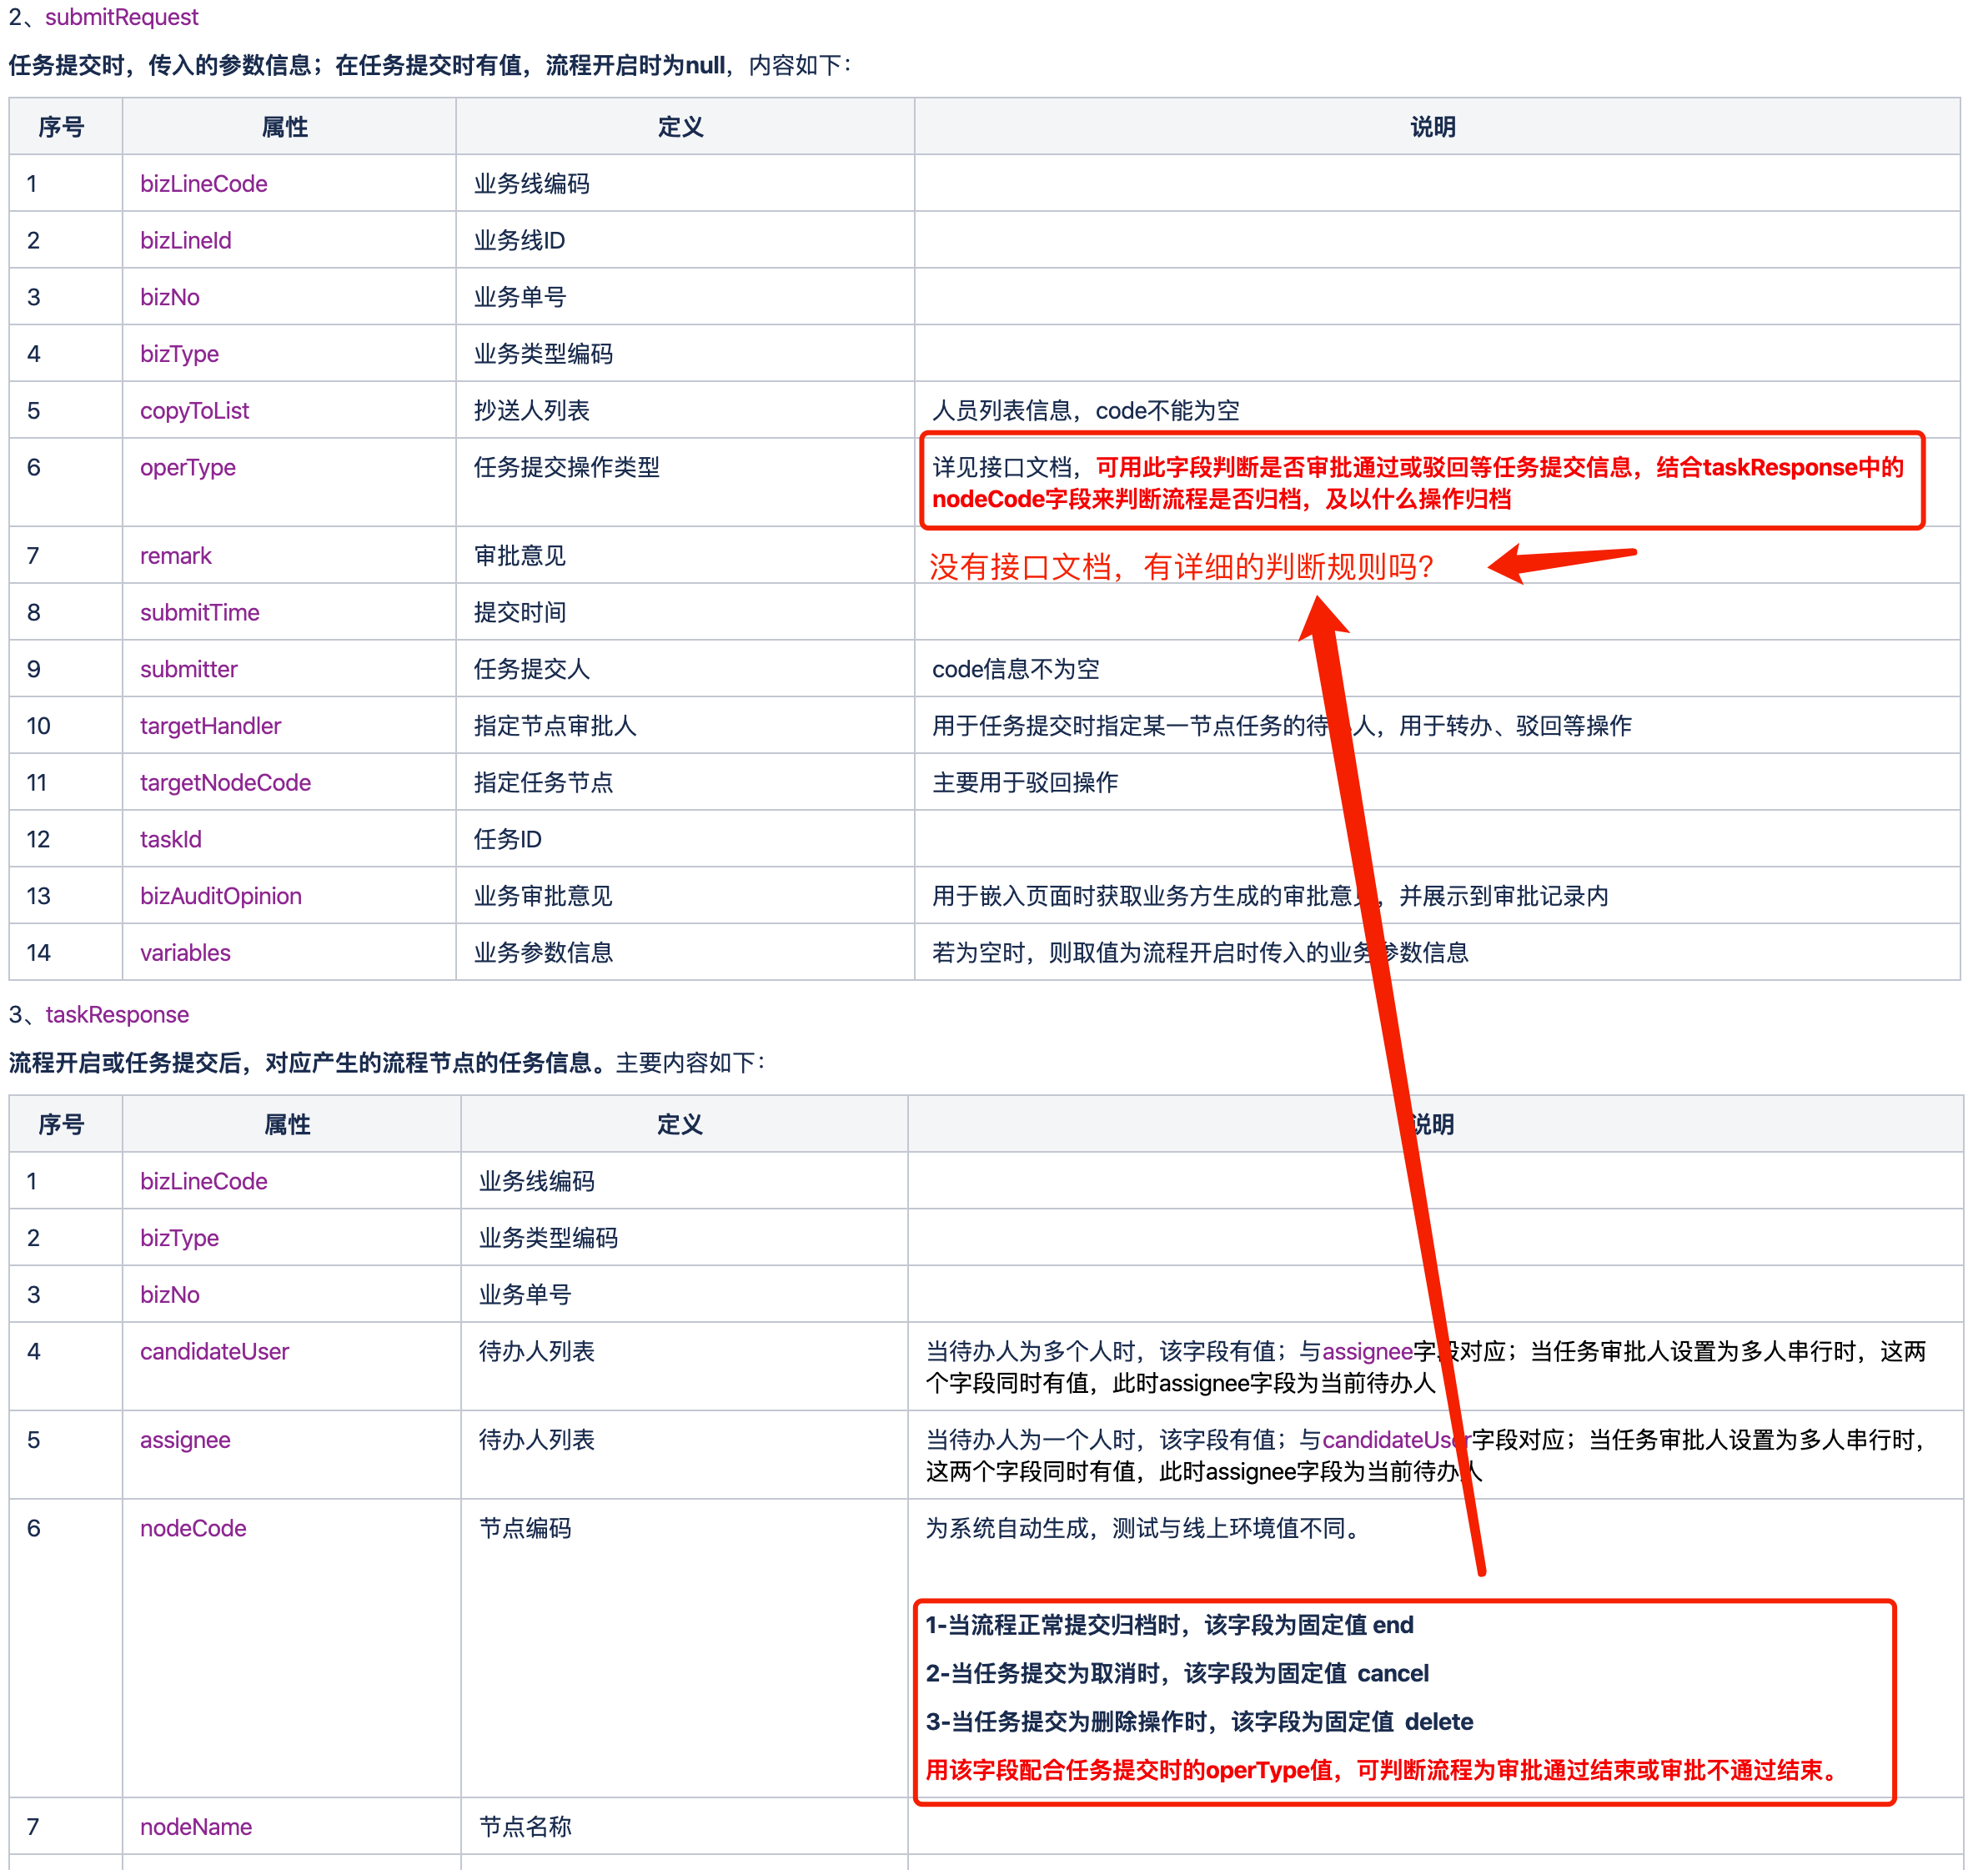 2、submitRequest
任务提交时，传入的参数信息；在任务提交时有值，流程开启时为null，内容如下：
序号 属性 定义 说明
1 bizLineCode 业务线编码
2 bizLineId 业务线ID
3 bizNo 业务单号
4 bizType 业务类型编码
5 copyToList 抄送人列表 人员列表信息，code不能为空
6 operType 任务提交操作类型 详见接口文档，可用此字段判断是否审批通过或驳回等任务提交信息，结合taskResponse中的
nodeCode字段来判断流程是否归档，及以什么操作归档
7 remark 审批意见
没有接口文档，有详细的判断规则吗？
8 submitTime 提交时间
9 submitter 任务提交人 code信息不为空
10 targetHandler 指定节点审批人 用于任务提交时指定某一节点任务的待人，用于转办、驳回等操作
11 targetNodeCode 指定任务节点 主要用于驳回操作
12 taskId 任务ID
13 bizAuditOpinion 业务审批意见 用于嵌入页面时获取业务方生成的审批意见，并展示到审批记录内
14 variables 业务参数信息 若为空时，则取值为流程开启时传入的业务参数信息
3、taskResponse
流程开启或任务提交后，对应产生的流程节点的任务信息。主要内容如下：
序号 属性 定义 说明
1 bizLineCode 业务线编码
2 bizType 业务类型编码
3 bizNo 业务单号
4 candidateUser 待办人列表 当待办人为多个人时，该字段有值；与assignee字段对应；当任务审批人设置为多人串行时，这两
个字段同时有值，此时assignee字段为当前待办人
5 assignee 待办人列表 当待办人为一个人时，该字段有值；与candidateUser字段对应；当任务审批人设置为多人串行时，
这两个字段同时有值，此时assignee字段为当前待办人
6 nodeCode 节点编码 为系统自动生成，测试与线上环境值不同。
1-当流程正常提交归档时，该字段为固定值 end
2-当任务提交为取消时，该字段为固定值 cancel
3-当任务提交为删除操作时，该字段为固定值 delete
用该字段配合任务提交时的operType值，可判断流程为审批通过结束或审批不通过结束。
7 nodeName 节点名称